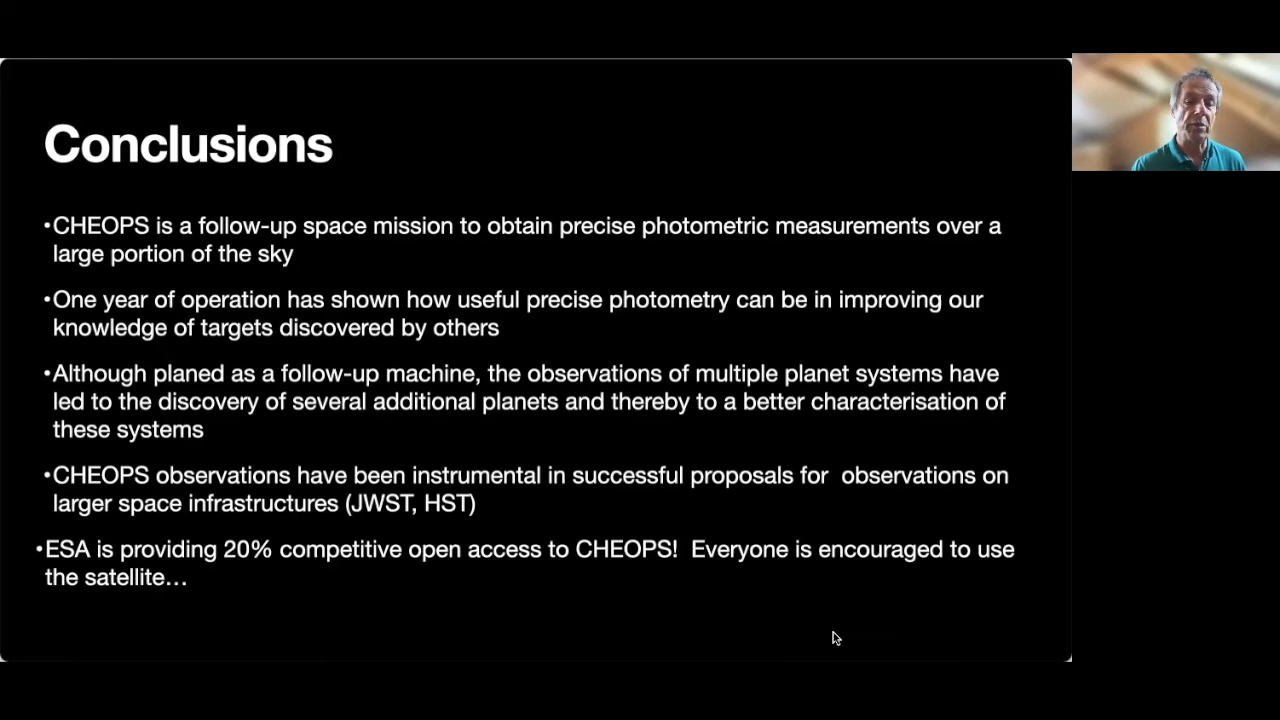 Conclusions
•CHEOPS is a follow-up space mission to obtain precise photometric measurements over a
large portion of the sky
•One year of operation has shown how useful precise photometry can be in improving our
knowledge of targets discovered by others
•Although planed as a follow-up machine, the observations of multiple planet systems have
led to the discovery of several additional planets and thereby to a better characterisation of
these systems
•CHEOPS observations have been instrumental in successful proposals for  observations on
larger space infrastructures (JWST, HST)
•ESA is providing 20% competitive open access to CHEOPS!  Everyone is encouraged to use
the satellite…